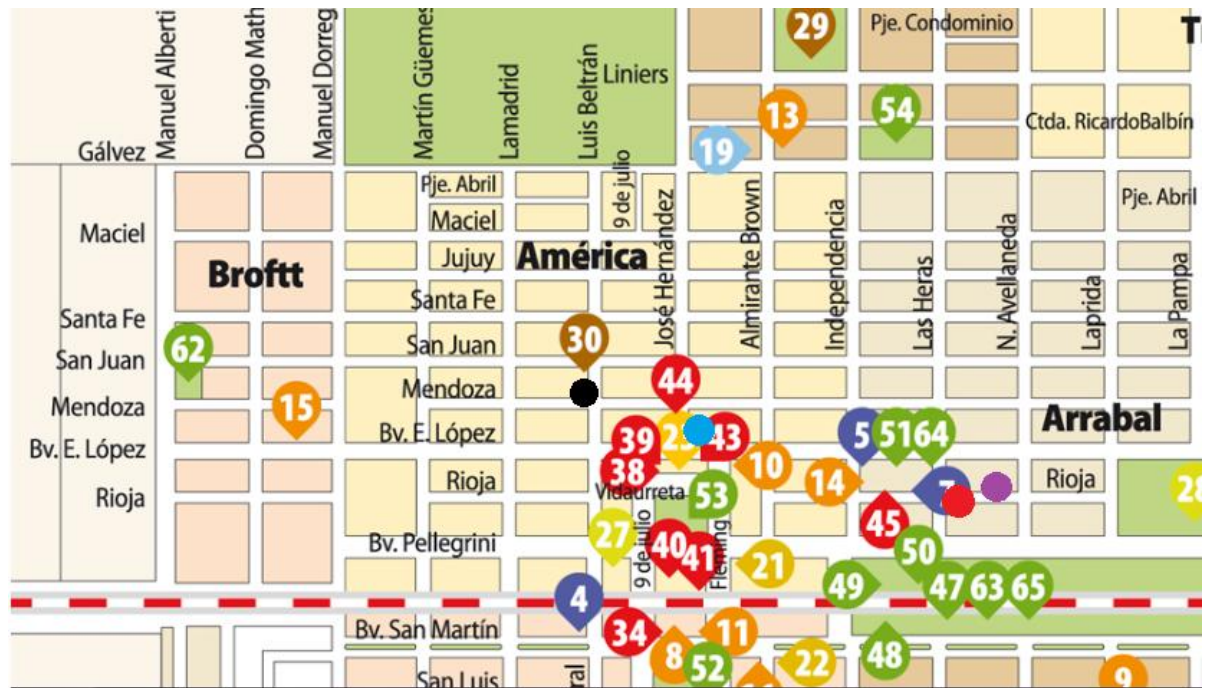 Manuel Alberti
Domingo Math
Manuel Dorreg
Martín Güemes
Lamadrid
Luis Beltrán
Liniers
29
Pje. Condominio
T
13
54
Ctda. RicardoBalbín
19
Gálvez
Pje. Abril
9 de julio
José Hernández
Almirante Brown
Independencia
Las Heras
N. Avellaneda
Laprida
La Pampa
Pje. Abril
Maciel
Maciel
Broftt
Jujuy
América
Santa Fe
Santa Fe
San Juan
62
San Juan
30
Mendoza
15
Mendoza
44
Bv. E. López
Bv. E. López
39
43
5
51
64
Arrabal
Rioja
Rioja
38
10
14
7
Rioja
28
Vidaurreta
53
45
Bv. Pellegrini
27
9 de julio
40
41
Fleming
21
50
49
47
63
65
4
Bv. San Martín
34
11
8
52
22
48
9
San Luis
ral